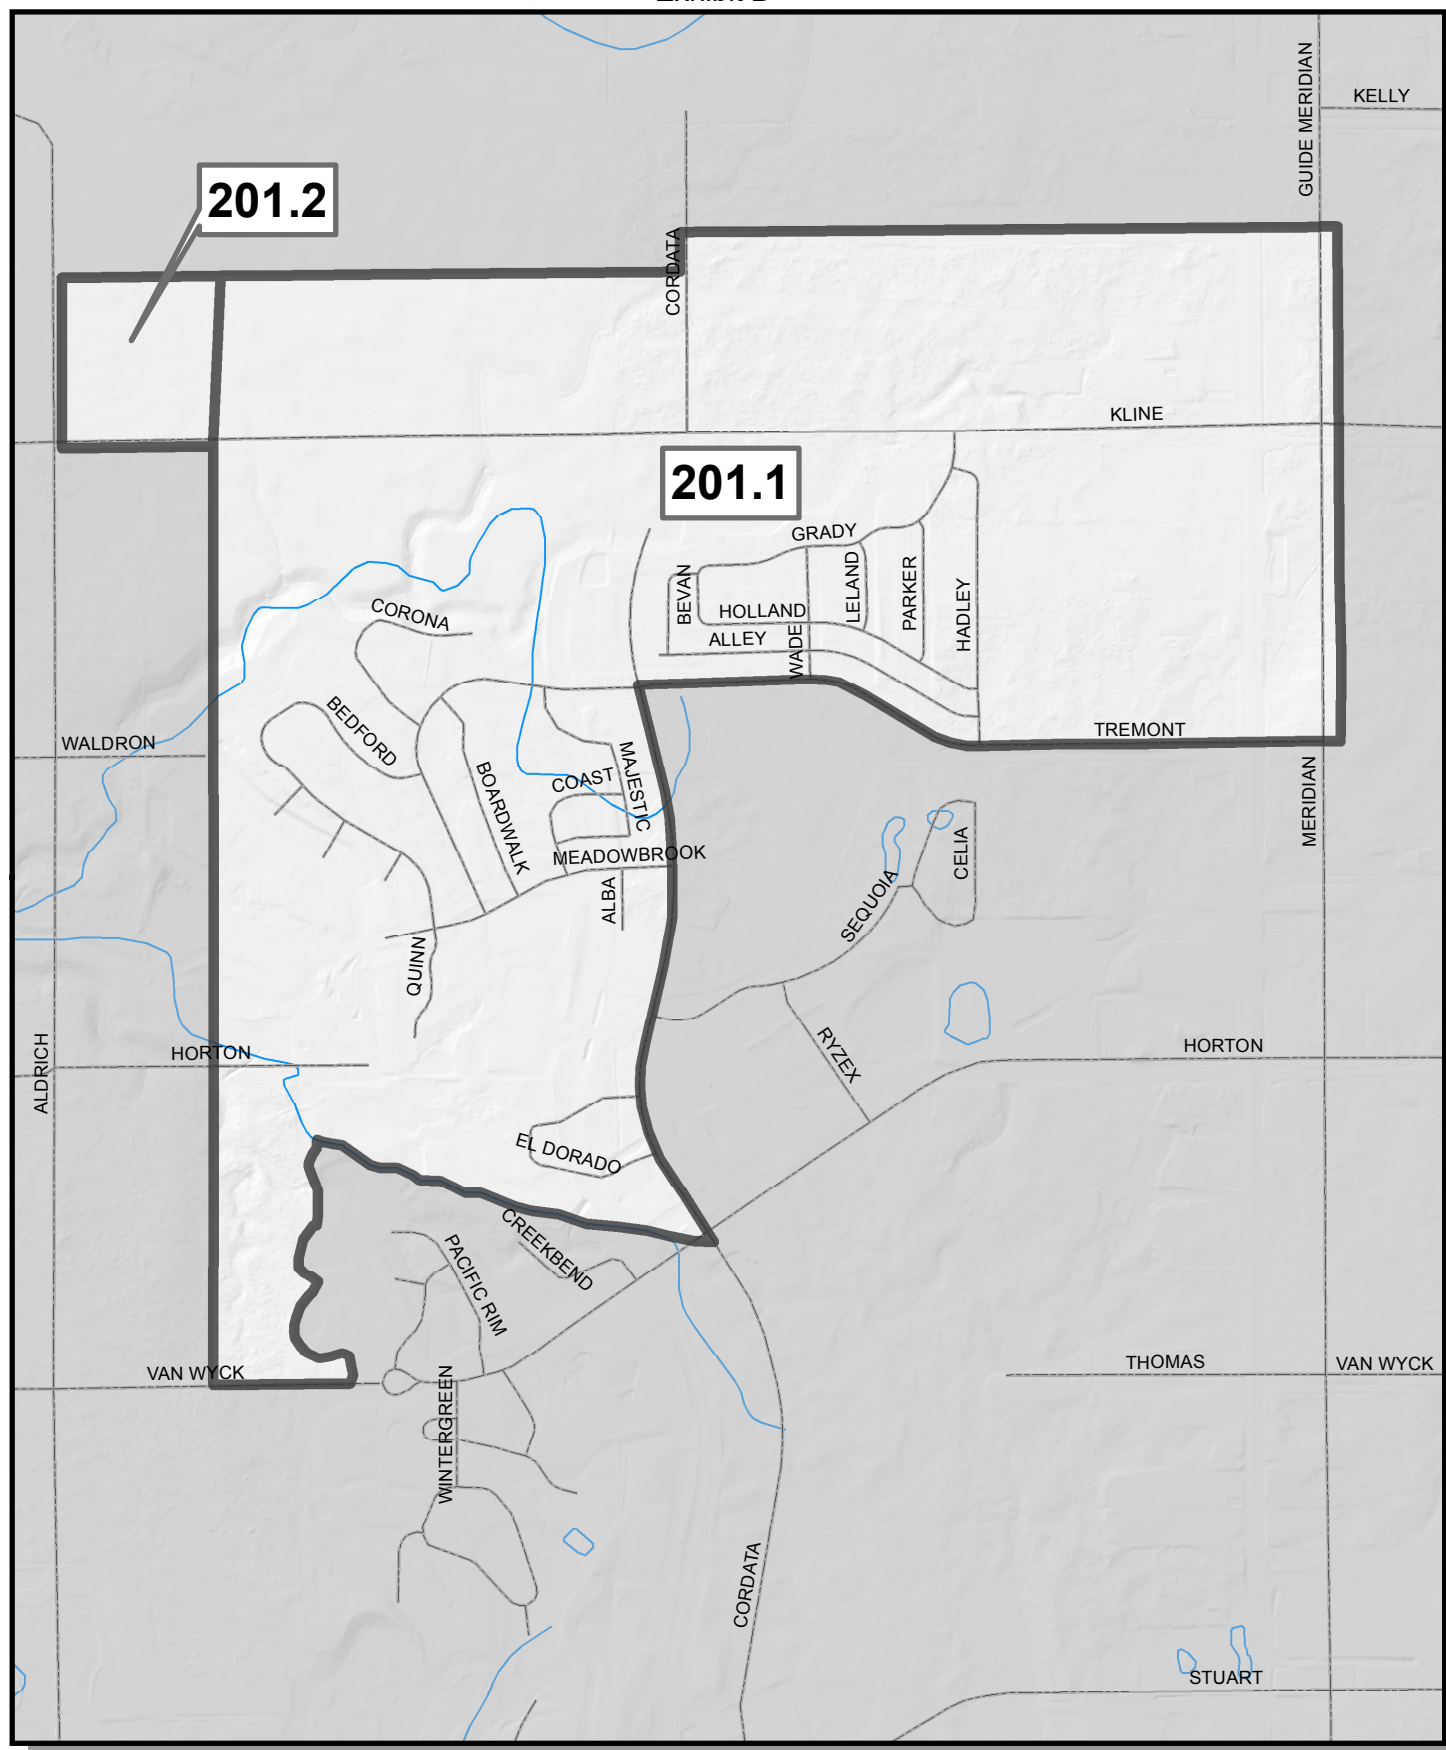 KELLY
GUIDE MERIDIAN
201.2
CORDATA
KLINE
201.1
GRADY
BEVAN
LELAND
PARKER
HADLEY
HOLLAND
ALLEY
WADE
CORONA
BEDFORD
TREMONT
WALDRON
MAJESTIC
COAST
BOARDWALK
MERIDIAN
MEADOWBROOK
CELIA
ALBA
SEQUOIA
QUINN
ALDRICH
HORTON
RYZEX
HORTON
EL DORADO
CREEKBEND
PACIFIC RIM
VAN WYCK
THOMAS
VAN WYCK
WINTERGREEN
CORDATA
STUART